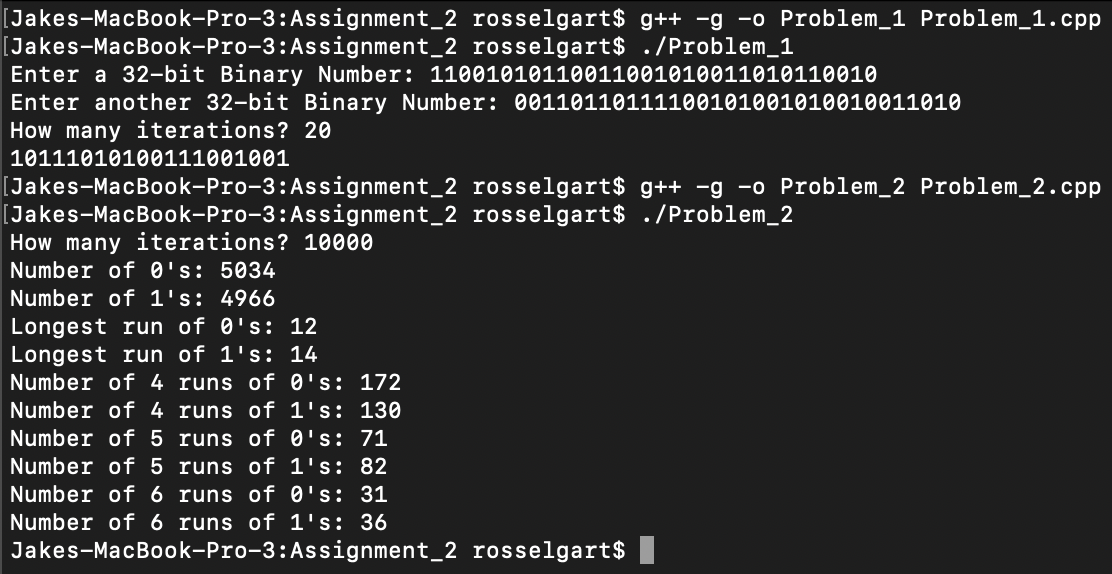 [Jakes-MacBook-Pro-3:Assignment_2 rosselgart$ g++ -g -o Problem_1 Problem_1.cpp
[Jakes-MacBook-Pro-3:Assignment_2 rosselgart$ ./Problem_1
Enter a 32-bit Binary Number: 11001010110011001010011010110010
Enter another 32-bit Binary Number: 00110110111100101001010010011010
How many iterations? 20
10111010100111001001
[Jakes-MacBook-Pro-3:Assignment_2 rosselgart$ g++ -g -o Problem_2 Problem_2.cpp
[Jakes-MacBook-Pro-3:Assignment_2 rosselgart$ ./Problem_2
How many iterations? 10000
Number of 0's: 5034
Number of 1's: 4966
Longest run of 0's: 12
Longest run of 1's: 14
Number of 4 runs of 0's: 172
Number of 4 runs of 1's: 130
Number of 5 runs of 0's: 71
Number of 5 runs of 1's: 82
Number of 6 runs of 0's: 31
Number of 6 runs of 1's: 36
Jakes-MacBook-Pro-3:Assignment_2 rosselgart$